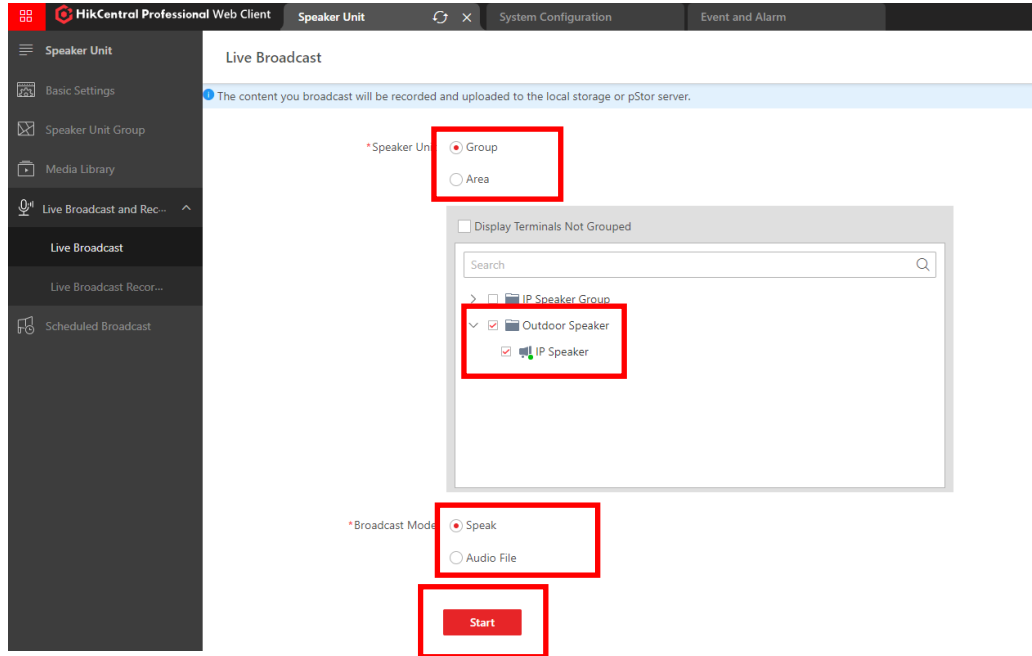 HikCentral Professional Web Client
Speaker Unit
System Configuration
Event and Alarm
Speaker Unit
Basic Settings
Speaker Unit Group
Media Library
Live Broadcast and Rec...
Live Broadcast
Live Broadcast Recor...
Scheduled Broadcast
Live Broadcast
The content you broadcast will be recorded and uploaded to the local storage or pStor server.
*Speaker Uni
Group
Area
Display Terminals Not Grouped
Search
IP Speaker Group
Outdoor Speaker
IP Speaker
*Broadcast Mode
Speak
Audio File
Start